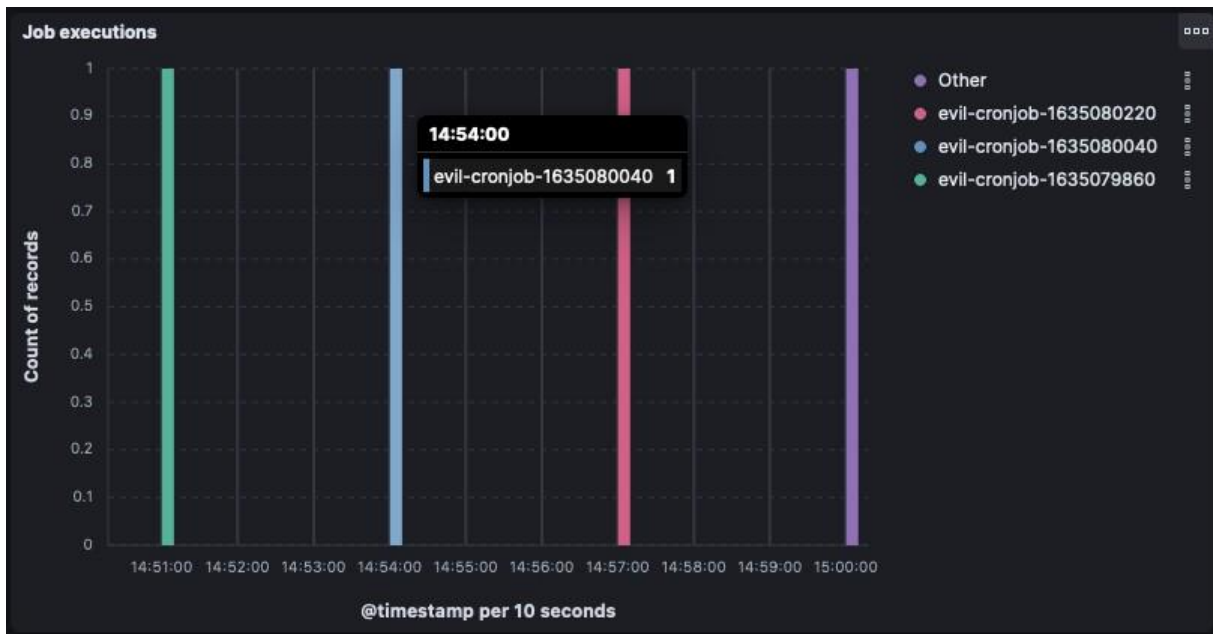 Job executions
1
0.9
0.8
0.7
0.6
0.5
0.4
0.3
0.2
0.1
0
Count of records
14:54:00
evil-cronjob-1635080040 1
14:51:00 14:52:00 14:53:00 14:54:00 14:55:00 14:56:00 14:57:00 14:58:00 14:59:00 15:00:00
@timestamp per 10 seconds
Other
evil-cronjob-1635080220
evil-cronjob-1635080040
evil-cronjob-1635079860